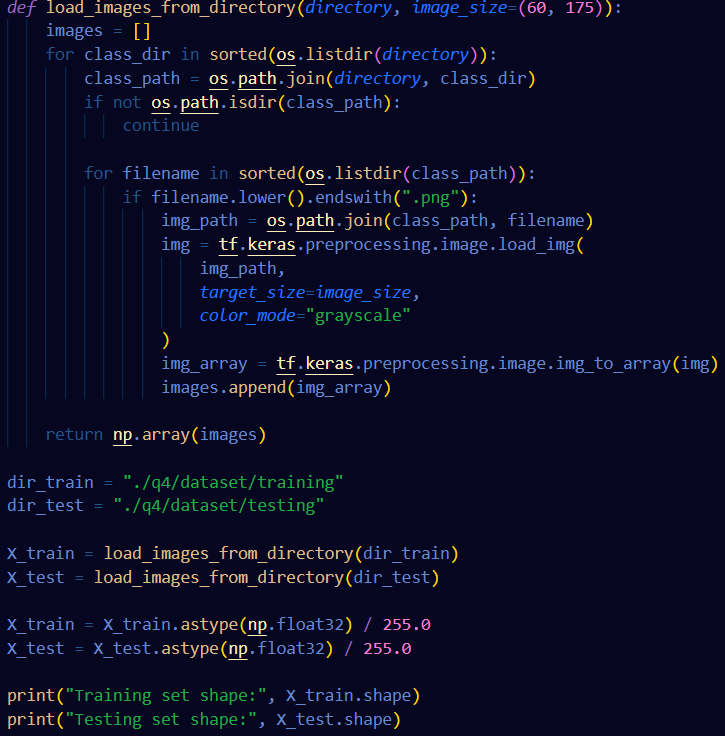 def load_images_from_directory(directory, image_size=(60, 175)):
    images = []
    for class_dir in sorted(os.listdir(directory)):
        class_path = os.path.join(directory, class_dir)
        if not os.path.isdir(class_path):
            continue

        for filename in sorted(os.listdir(class_path)):
            if filename.lower().endswith(".png"):
                img_path = os.path.join(class_path, filename)
                img = tf.keras.preprocessing.image.load_img(
                    img_path,
                    target_size=image_size,
                    color_mode="grayscale"
                )
                img_array = tf.keras.preprocessing.image.img_to_array(img)
                images.append(img_array)

    return np.array(images)

dir_train = "./q4/dataset/training"
dir_test = "./q4/dataset/testing"

X_train = load_images_from_directory(dir_train)
X_test = load_images_from_directory(dir_test)

X_train = X_train.astype(np.float32) / 255.0
X_test = X_test.astype(np.float32) / 255.0

print("Training set shape:", X_train.shape)
print("Testing set shape:", X_test.shape)